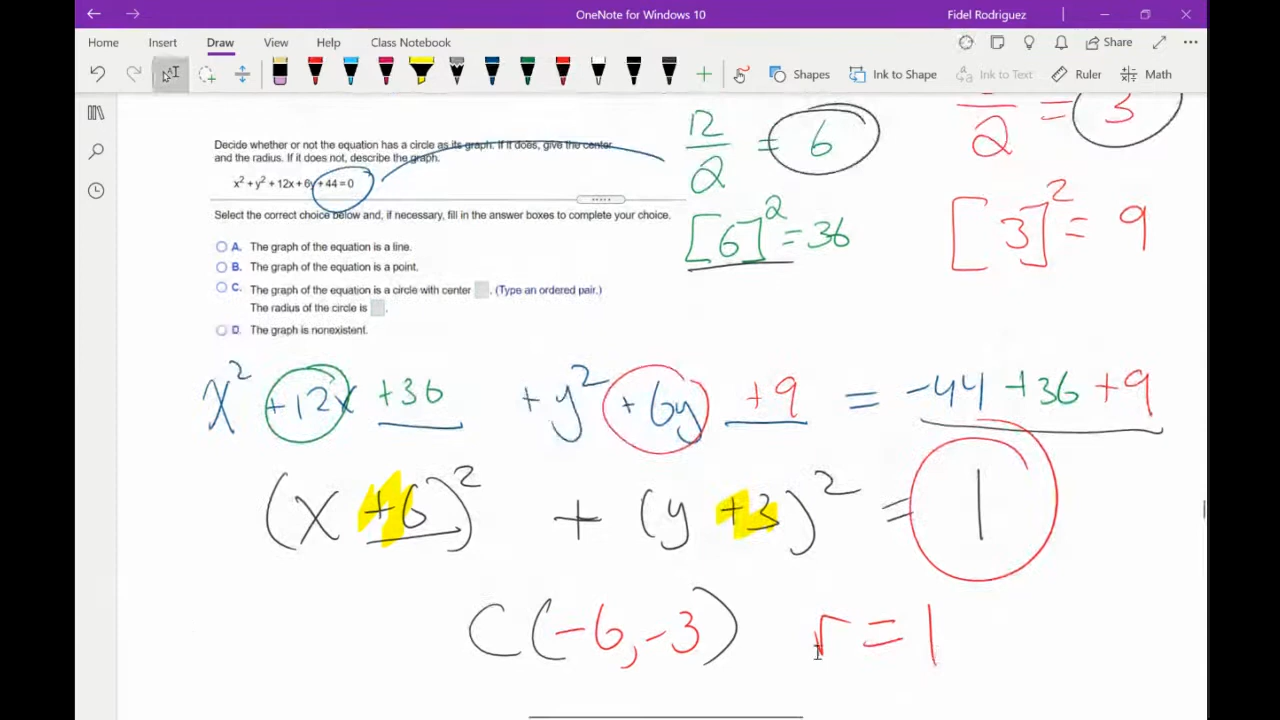 OneNote for Windows 10
Fidel Rodriguez
Home Insert Draw View Help Class Notebook
Share
Shapes Ink to Shape Ink to Text Ruler Math
Decide whether or not the equation has a circle as its graph. If it does, give the center
and the radius. If it does not, describe the graph.
x² + y² + 12x + 6y + 44 = 0
Select the correct choice below and, if necessary, fill in the answer boxes to complete your choice.
A. The graph of the equation is a line.
B. The graph of the equation is a point.
C. The graph of the equation is a circle with center . (Type an ordered pair.)
The radius of the circle is .
D. The graph is nonexistent.
12/2 = 6
[6]² = 36
2 = 3
[3]² = 9
x² +12x +36 + y² + 6y +9 = -44 +36 +9
(x +6)² + (y +3)² = 1
C(-6, -3) r = 1